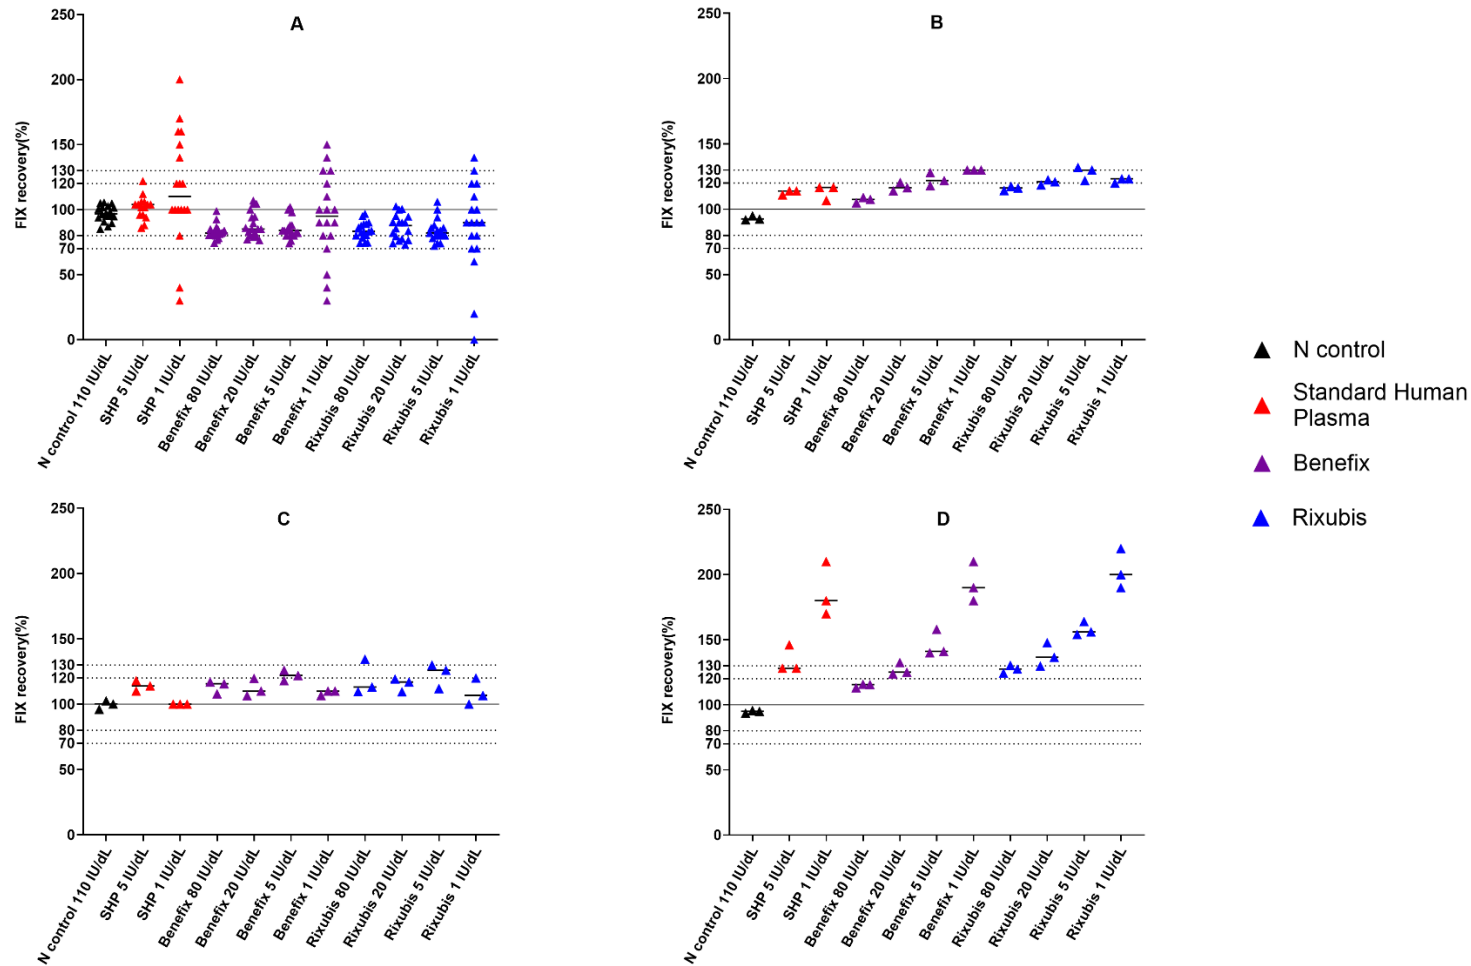 A
FIX recovery(%)
250
200
150
130
120
100
80
70
50
0
N control 110 IU/dL
SHP 5 IU/dL
SHP 1 IU/dL
Benefix 80 IU/dL
Benefix 20 IU/dL
Benefix 5 IU/dL
Benefix 1 IU/dL
Rixubis 80 IU/dL
Rixubis 20 IU/dL
Rixubis 5 IU/dL
Rixubis 1 IU/dL
B
FIX recovery(%)
250
200
150
130
120
100
80
70
50
0
N control 110 IU/dL
SHP 5 IU/dL
SHP 1 IU/dL
Benefix 80 IU/dL
Benefix 20 IU/dL
Benefix 5 IU/dL
Benefix 1 IU/dL
Rixubis 80 IU/dL
Rixubis 20 IU/dL
Rixubis 5 IU/dL
Rixubis 1 IU/dL
N control
Standard Human
Plasma
Benefix
Rixubis
C
FIX recovery(%)
250
200
150
130
120
100
80
70
50
0
N control 110 IU/dL
SHP 5 IU/dL
SHP 1 IU/dL
Benefix 80 IU/dL
Benefix 20 IU/dL
Benefix 5 IU/dL
Benefix 1 IU/dL
Rixubis 80 IU/dL
Rixubis 20 IU/dL
Rixubis 5 IU/dL
Rixubis 1 IU/dL
D
FIX recovery(%)
250
200
150
130
120
100
80
70
50
0
N control 110 IU/dL
SHP 5 IU/dL
SHP 1 IU/dL
Benefix 80 IU/dL
Benefix 20 IU/dL
Benefix 5 IU/dL
Benefix 1 IU/dL
Rixubis 80 IU/dL
Rixubis 20 IU/dL
Rixubis 5 IU/dL
Rixubis 1 IU/dL